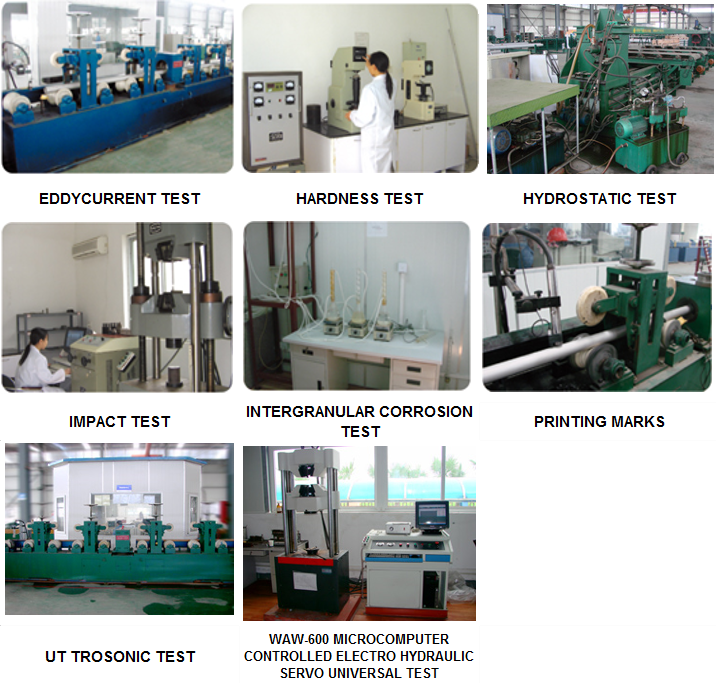 EDDYCURRENT TEST
HARDNESS TEST
HYDROSTATIC TEST
IMPACT TEST
INTERGRANULAR CORROSION
TEST
PRINTING MARKS
UT TROSONIC TEST
WAW-600 MICROCOMPUTER
CONTROLLED ELECTRO HYDRAULIC
SERVO UNIVERSAL TEST